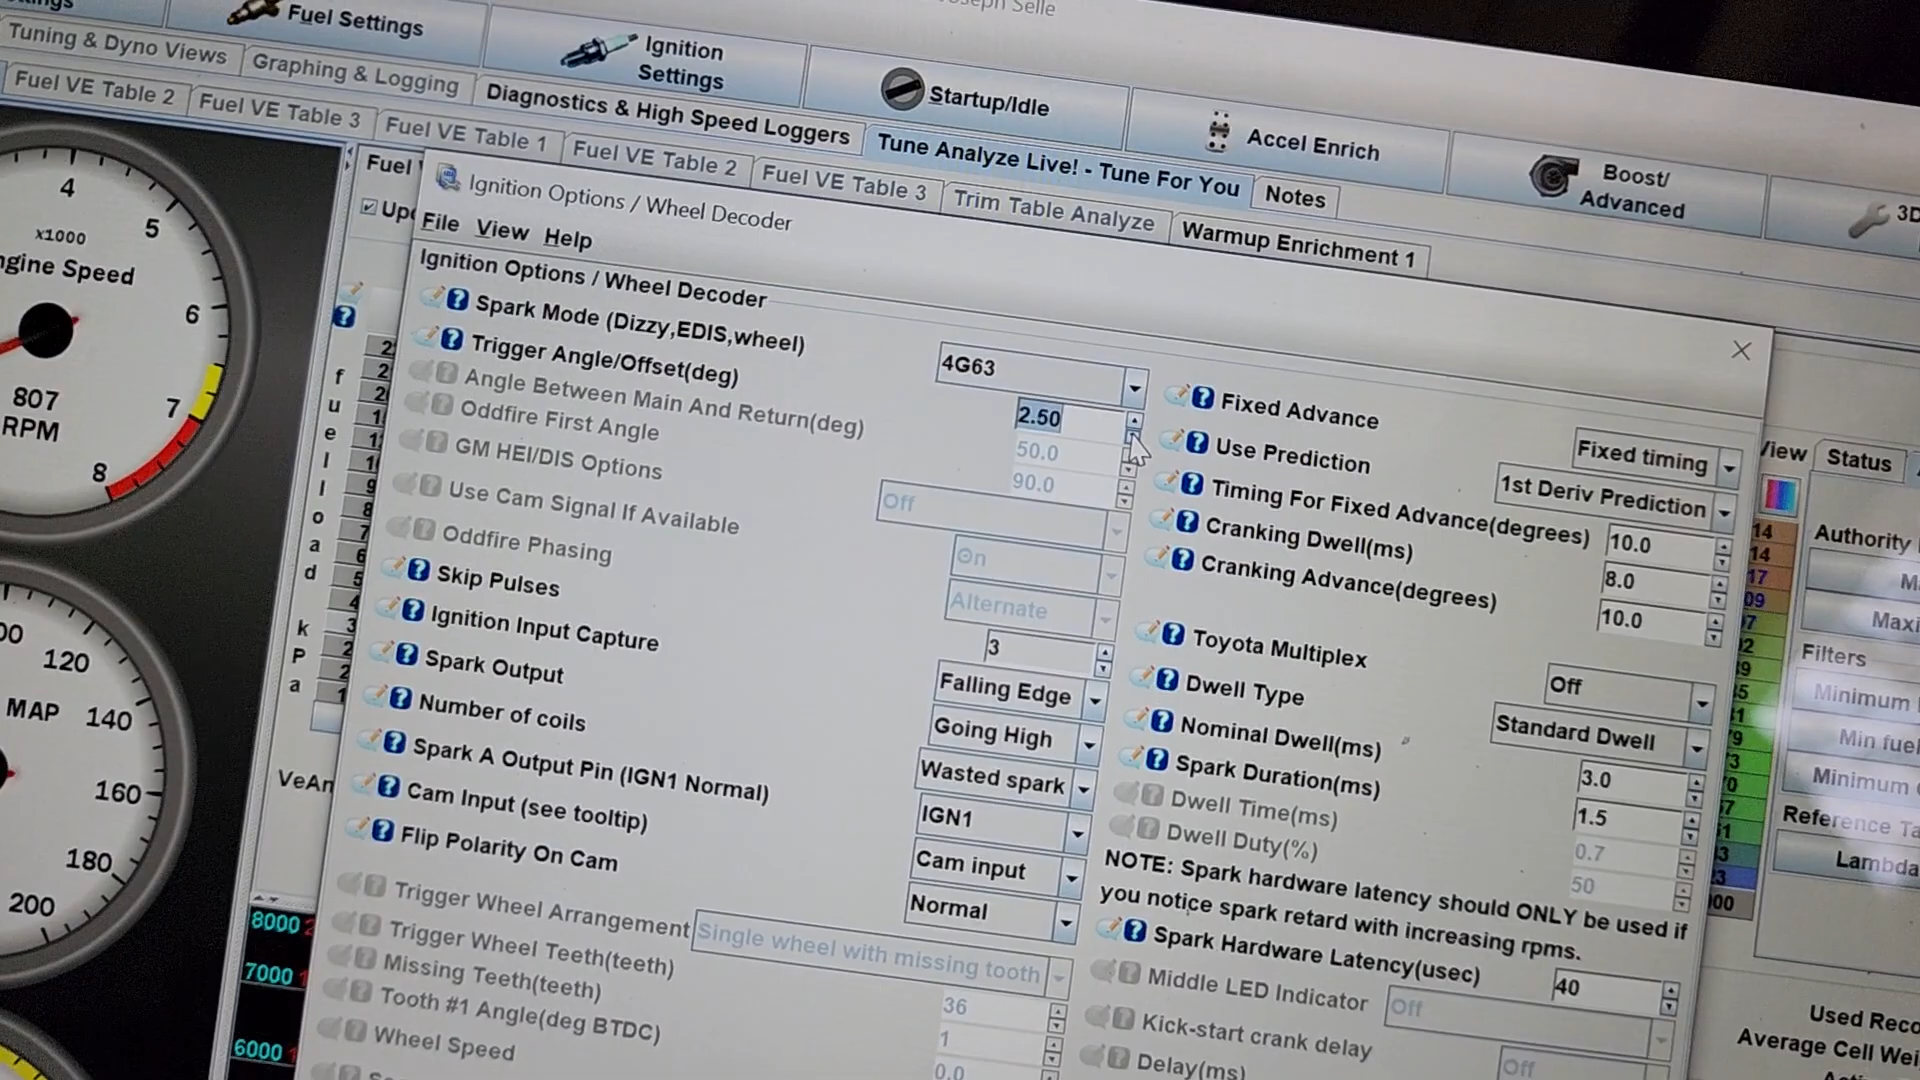 Joseph Selle
Fuel Settings
Ignition
Settings
Startup/Idle
Accel Enrich
Boost/
Advanced
3D
Tuning & Dyno Views
Graphing & Logging
Diagnostics & High Speed Loggers
Tune Analyze Live! - Tune For You
Notes
Fuel VE Table 2
Fuel VE Table 3
Fuel VE Table 1
Fuel VE Table 2
Fuel VE Table 3
Trim Table Analyze
Warmup Enrichment 1
Ignition Options / Wheel Decoder
File View Help
Ignition Options / Wheel Decoder
Spark Mode (Dizzy,EDIS,wheel)
4G63
Trigger Angle/Offset(deg)
2.50
Angle Between Main And Return(deg)
50.0
Oddfire First Angle
90.0
GM HEI/DIS Options
Off
Use Cam Signal If Available
On
Oddfire Phasing
Alternate
Skip Pulses
3
Ignition Input Capture
Falling Edge
Spark Output
Going High
Number of coils
Wasted spark
Spark A Output Pin (IGN1 Normal)
IGN1
Cam Input (see tooltip)
Cam input
Flip Polarity On Cam
Normal
Trigger Wheel Arrangement
Single wheel with missing tooth
Trigger Wheel Teeth(teeth)
36
Missing Teeth(teeth)
1
Tooth #1 Angle(deg BTDC)
0.0
Wheel Speed
Fixed Advance
Fixed timing
Use Prediction
1st Deriv Prediction
Timing For Fixed Advance(degrees)
10.0
Cranking Dwell(ms)
8.0
Cranking Advance(degrees)
10.0
Toyota Multiplex
Off
Dwell Type
Standard Dwell
Nominal Dwell(ms)
3.0
Spark Duration(ms)
1.5
Dwell Time(ms)
0.7
Dwell Duty(%)
50
NOTE: Spark hardware latency should ONLY be used if
you notice spark retard with increasing rpms.
Spark Hardware Latency(usec)
40
Middle LED Indicator
Off
Kick-start crank delay
Off
Delay(ms)
4
5
6
7
8
x1000
Engine Speed
807
RPM
120
MAP
140
160
180
200
fuelload
kPa
8000
7000
6000
Status
Authority
Filters
Minimum
Min fuel
Minimum
Lambda
Average Cell